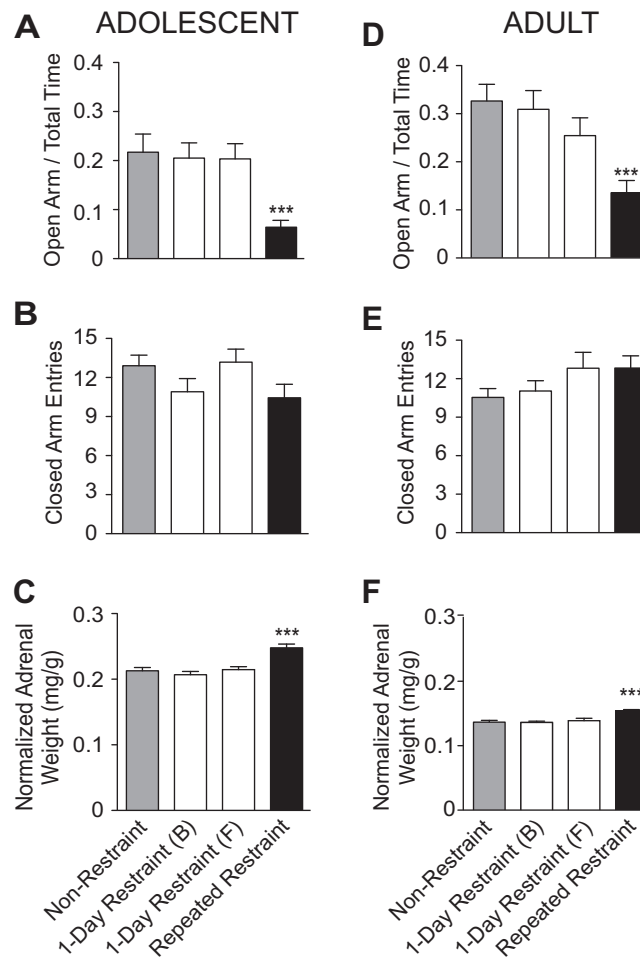 A ADOLESCENT
Open Arm / Total Time
0.4
0.3
0.2
0.1
0
***
B
Closed Arm Entries
15
12
9
6
3
0
C
Normalized Adrenal
Weight (mg/g)
0.3
0.2
0.1
0
***
Non-Restraint
1-Day Restraint (B)
1-Day Restraint (F)
Repeated Restraint
D ADULT
Open Arm / Total Time
0.4
0.3
0.2
0.1
0
***
E
Closed Arm Entries
15
12
9
6
3
0
F
Normalized Adrenal
Weight (mg/g)
0.3
0.2
0.1
0
***
Non-Restraint
1-Day Restraint (B)
1-Day Restraint (F)
Repeated Restraint